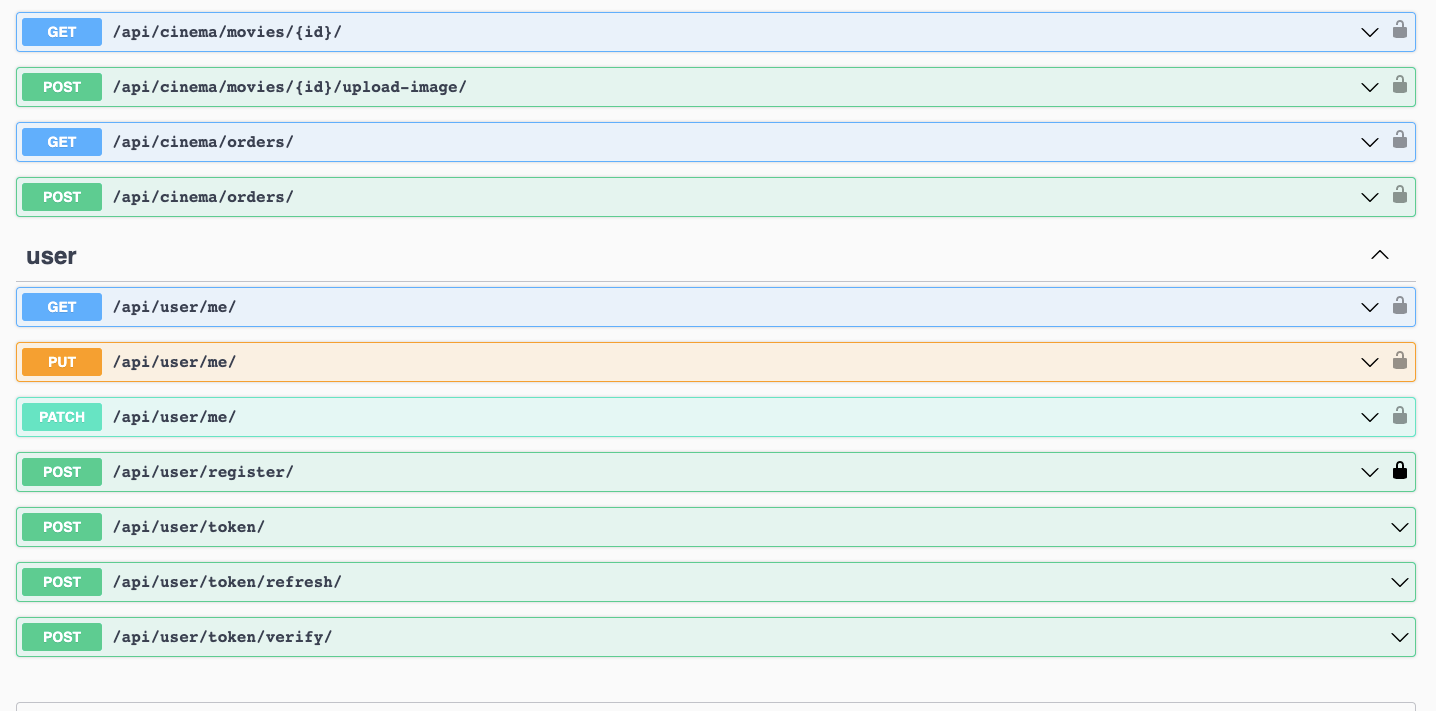 GET /api/cinema/movies/{id}/
POST /api/cinema/movies/{id}/upload-image/
GET /api/cinema/orders/
POST /api/cinema/orders/
user
GET /api/user/me/
PUT /api/user/me/
PATCH /api/user/me/
POST /api/user/register/
POST /api/user/token/
POST /api/user/token/refresh/
POST /api/user/token/verify/